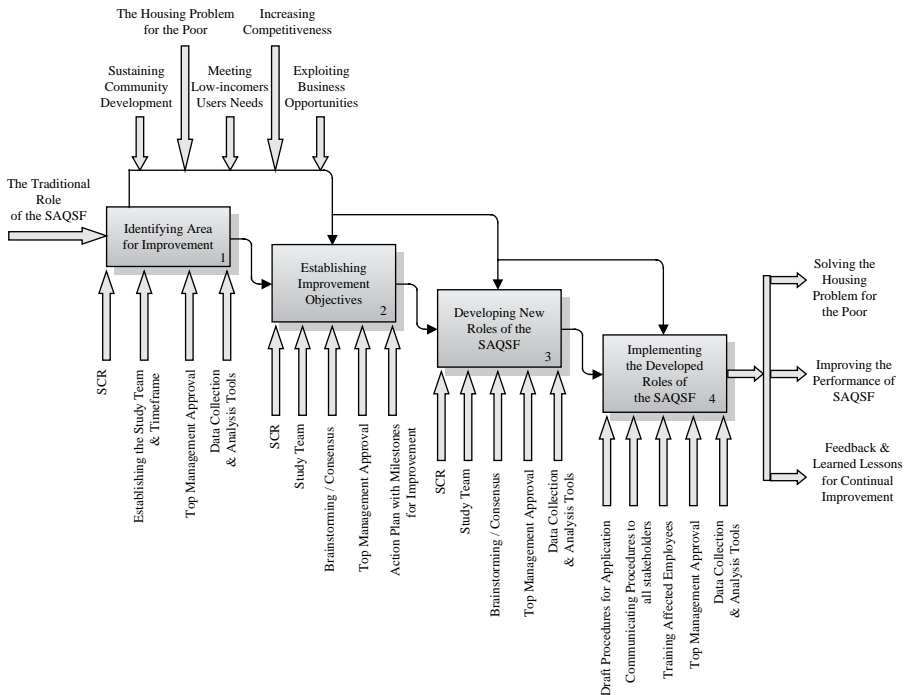 The Housing Problem
for the Poor
Increasing
Competitiveness
Sustaining
Community
Development
Meeting
Low-incomers
Users Needs
Exploiting
Business
Opportunities
The Traditional
Role
of the SAQSF
Identifying Area
for Improvement
1
Establishing
Improvement
Objectives
2
Developing New
Roles of the
SAQSF
3
Implementing
the Developed
Roles of
the SAQSF
4
Solving the
Housing
Problem for
the Poor
Improving the
Performance of
SAQSF
Feedback &
Learned Lessons
for Continual
Improvement
SCR
Establishing the Study Team
& Timeframe
Top Management Approval
Data Collection
& Analysis Tools
SCR
Study Team
Brainstorming / Consensus
Top Management Approval
Action Plan with Milestones
for Improvement
SCR
Study Team
Brainstorming / Consensus
Top Management Approval
Data Collection
& Analysis Tools
Draft Procedures for Application
Communicating Procedures to
all stakeholders
Training Affected Employees
Top Management Approval
Data Collection
& Analysis Tools